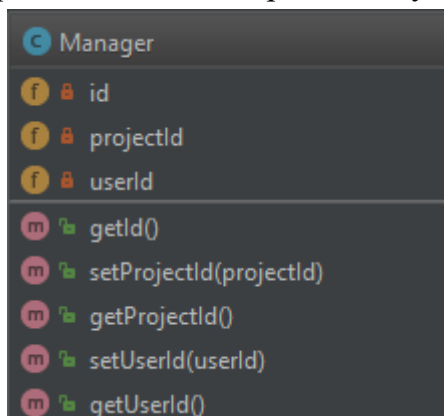 Manager
id
projectId
userId
getId()
setProjectId(projectId)
getProjectId()
setUserId(userId)
getUserId()